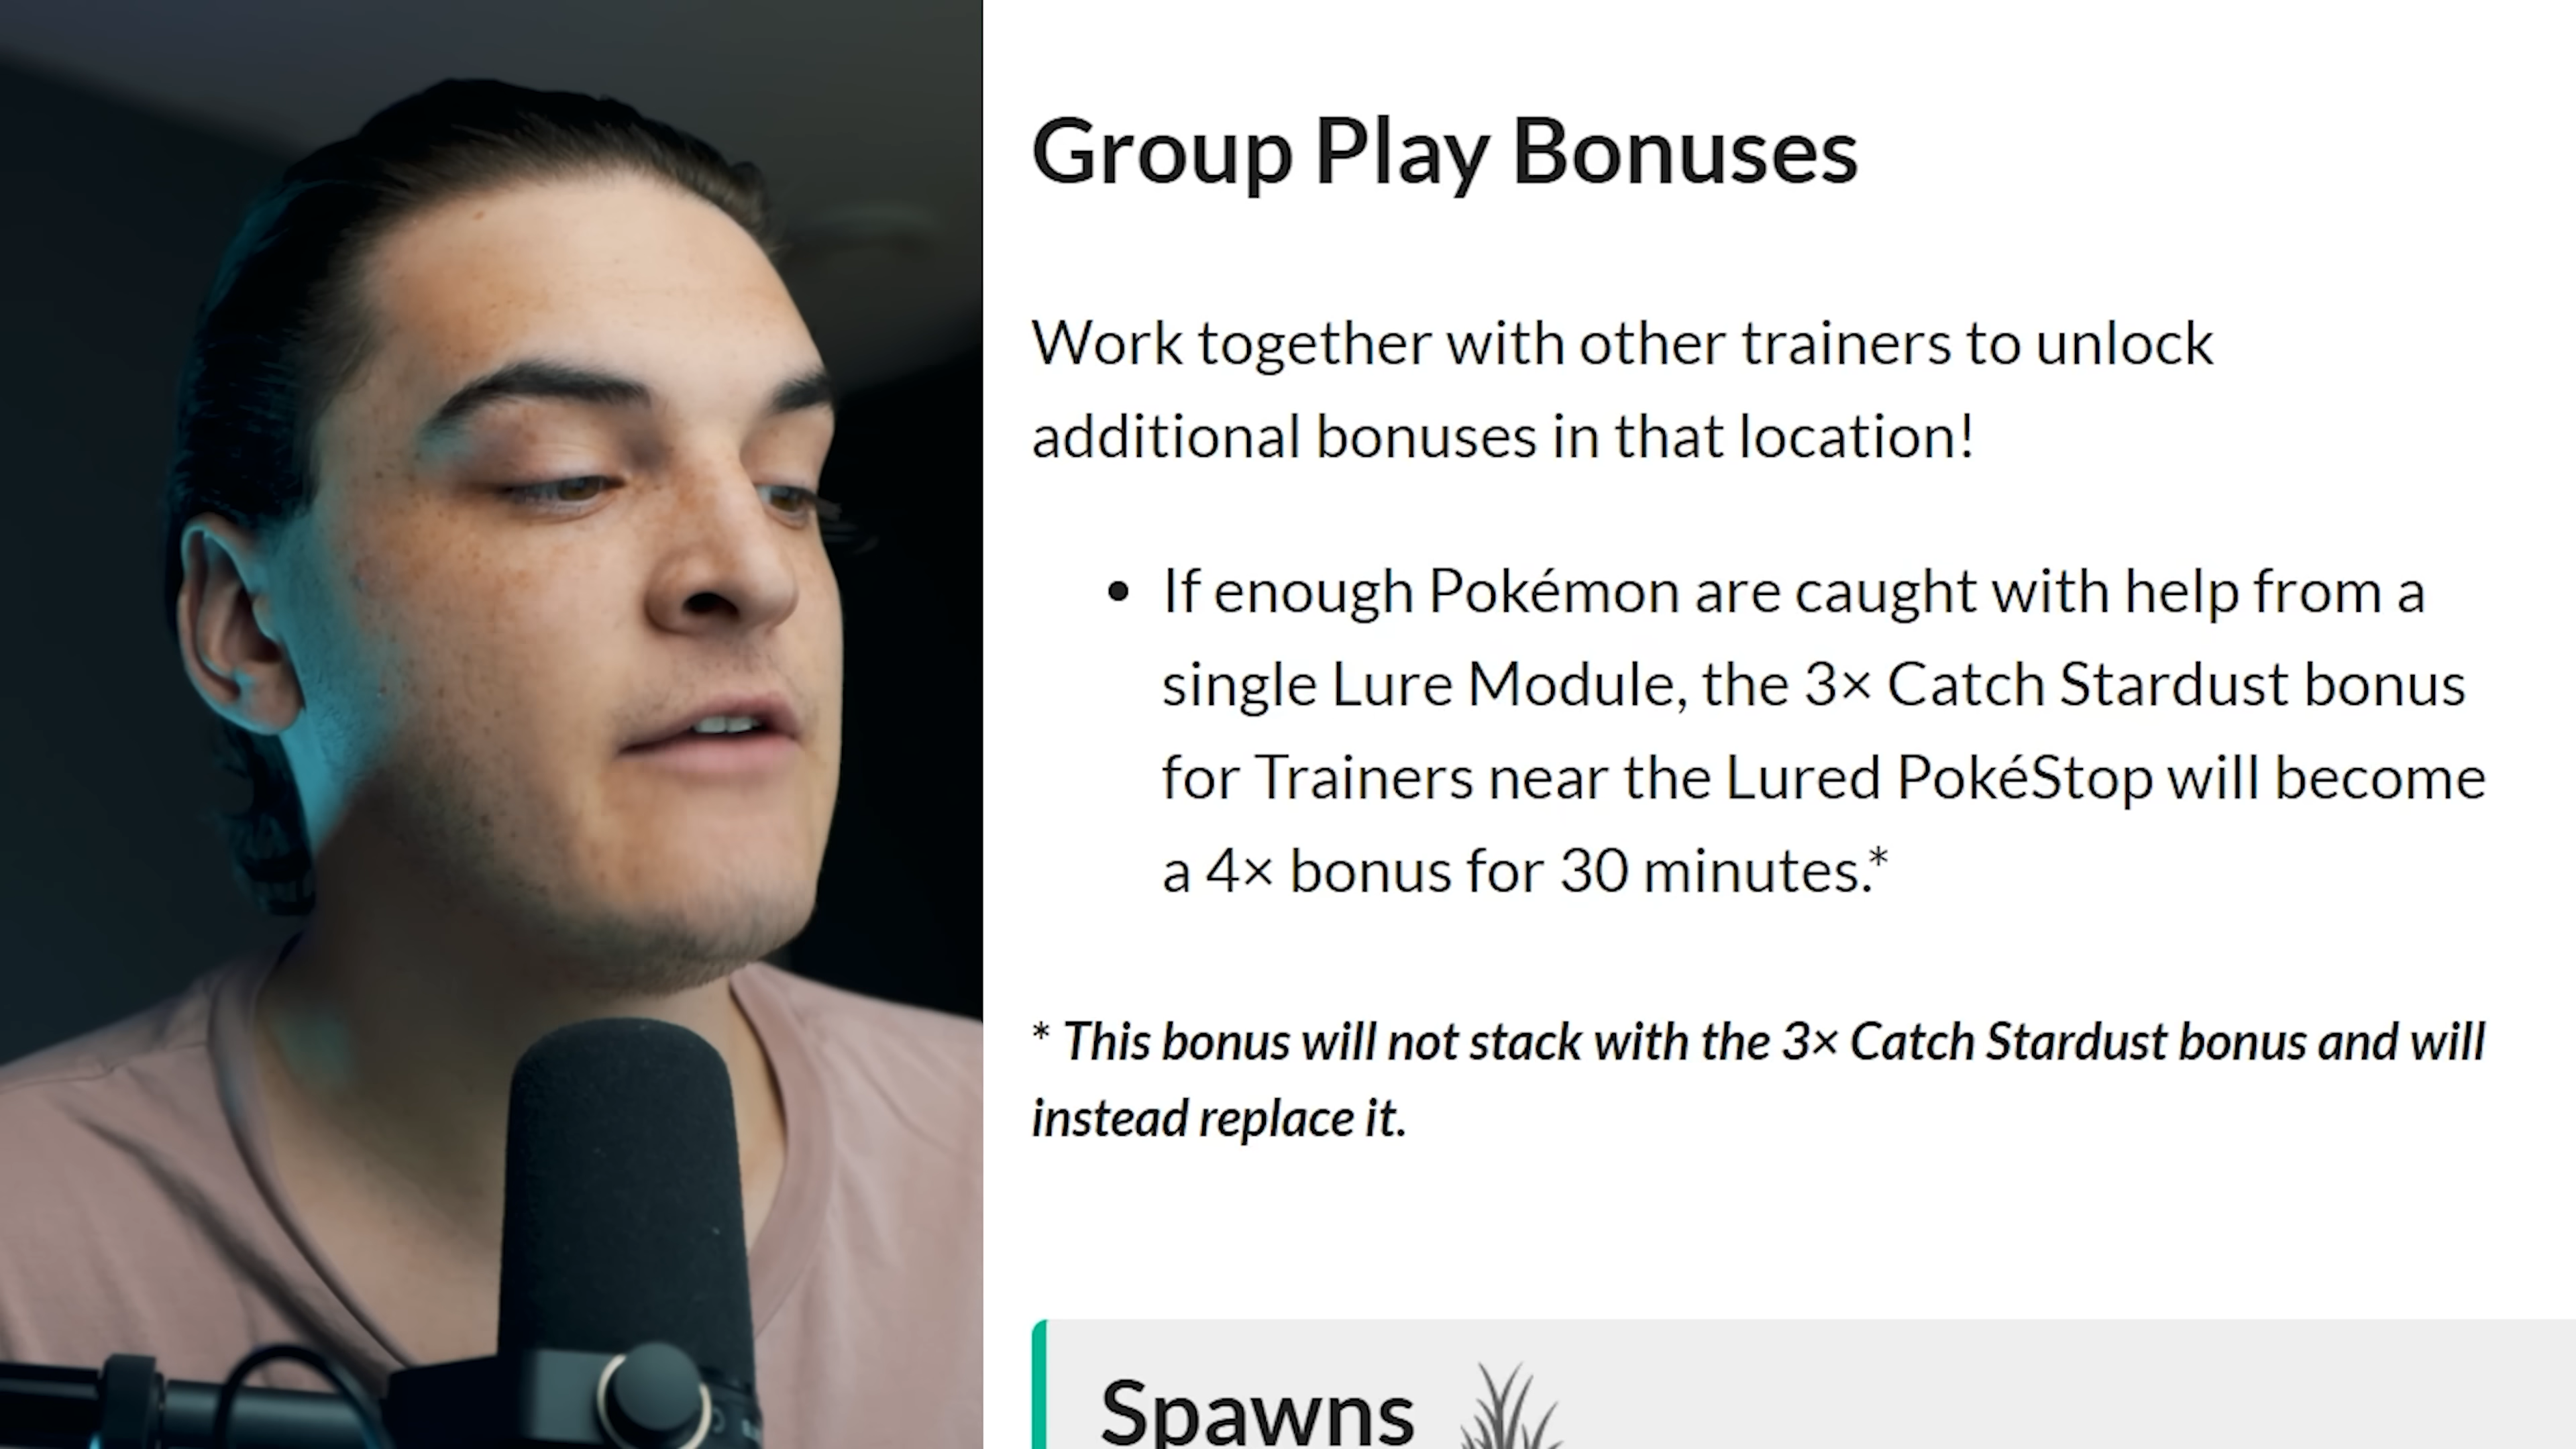 Group Play Bonuses
Work together with other trainers to unlock
additional bonuses in that location!
• If enough Pokémon are caught with help from a
single Lure Module, the 3× Catch Stardust bonus
for Trainers near the Lured PokéStop will become
a 4× bonus for 30 minutes.*
* This bonus will not stack with the 3× Catch Stardust bonus and will
instead replace it.
Spawns